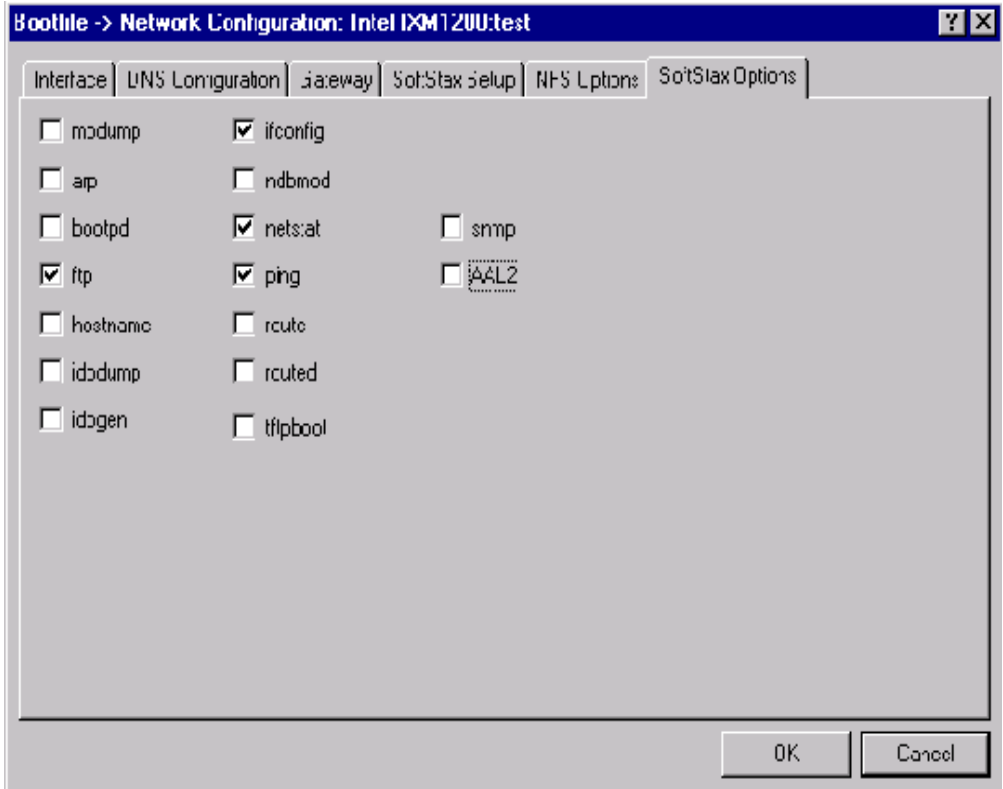 Bootfile -> Network Configuration: Intel IXM1200:test
Interface DNS Configuration Gateway SoftStax Setup NFS Options SoftStax Options
modump ifconfig
arp ndbmod
bootpd netstat snmp
ftp ping AAL2
hostname route
idbdump routed
idbgen tftpboot
OK Cancel